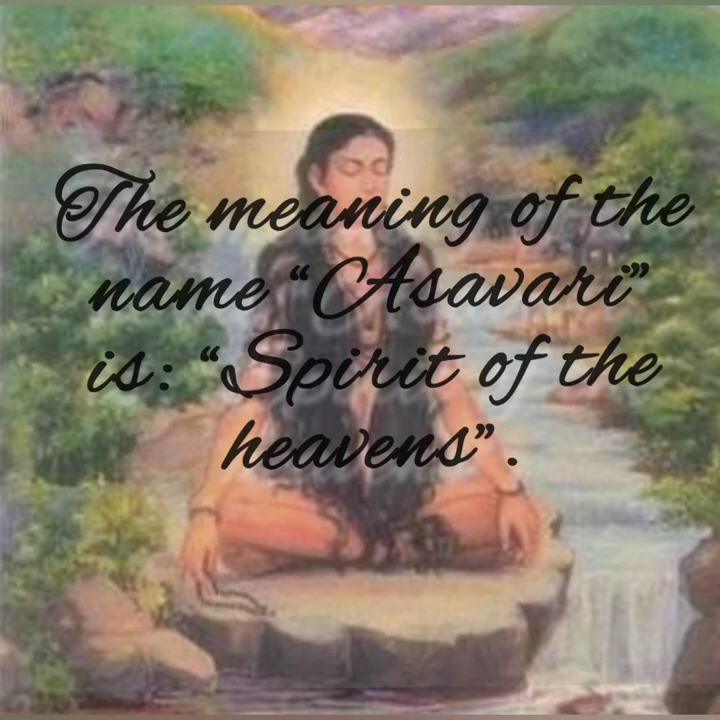 The meaning of the
name “Asavari”
is: “Spirit of the
heavens”.